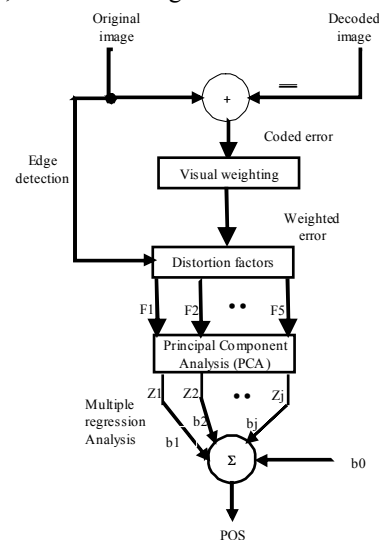 Original
image
Decoded
image
+
Coded error
Edge
detection
Visual weighting
Weighted
error
Distortion factors
F1 F2 •• F5
Principal Component
Analysis (PCA)
Z1 Z2 •• Zj
Multiple
regression
Analysis
b1 b2 bj
Σ
b0
POS